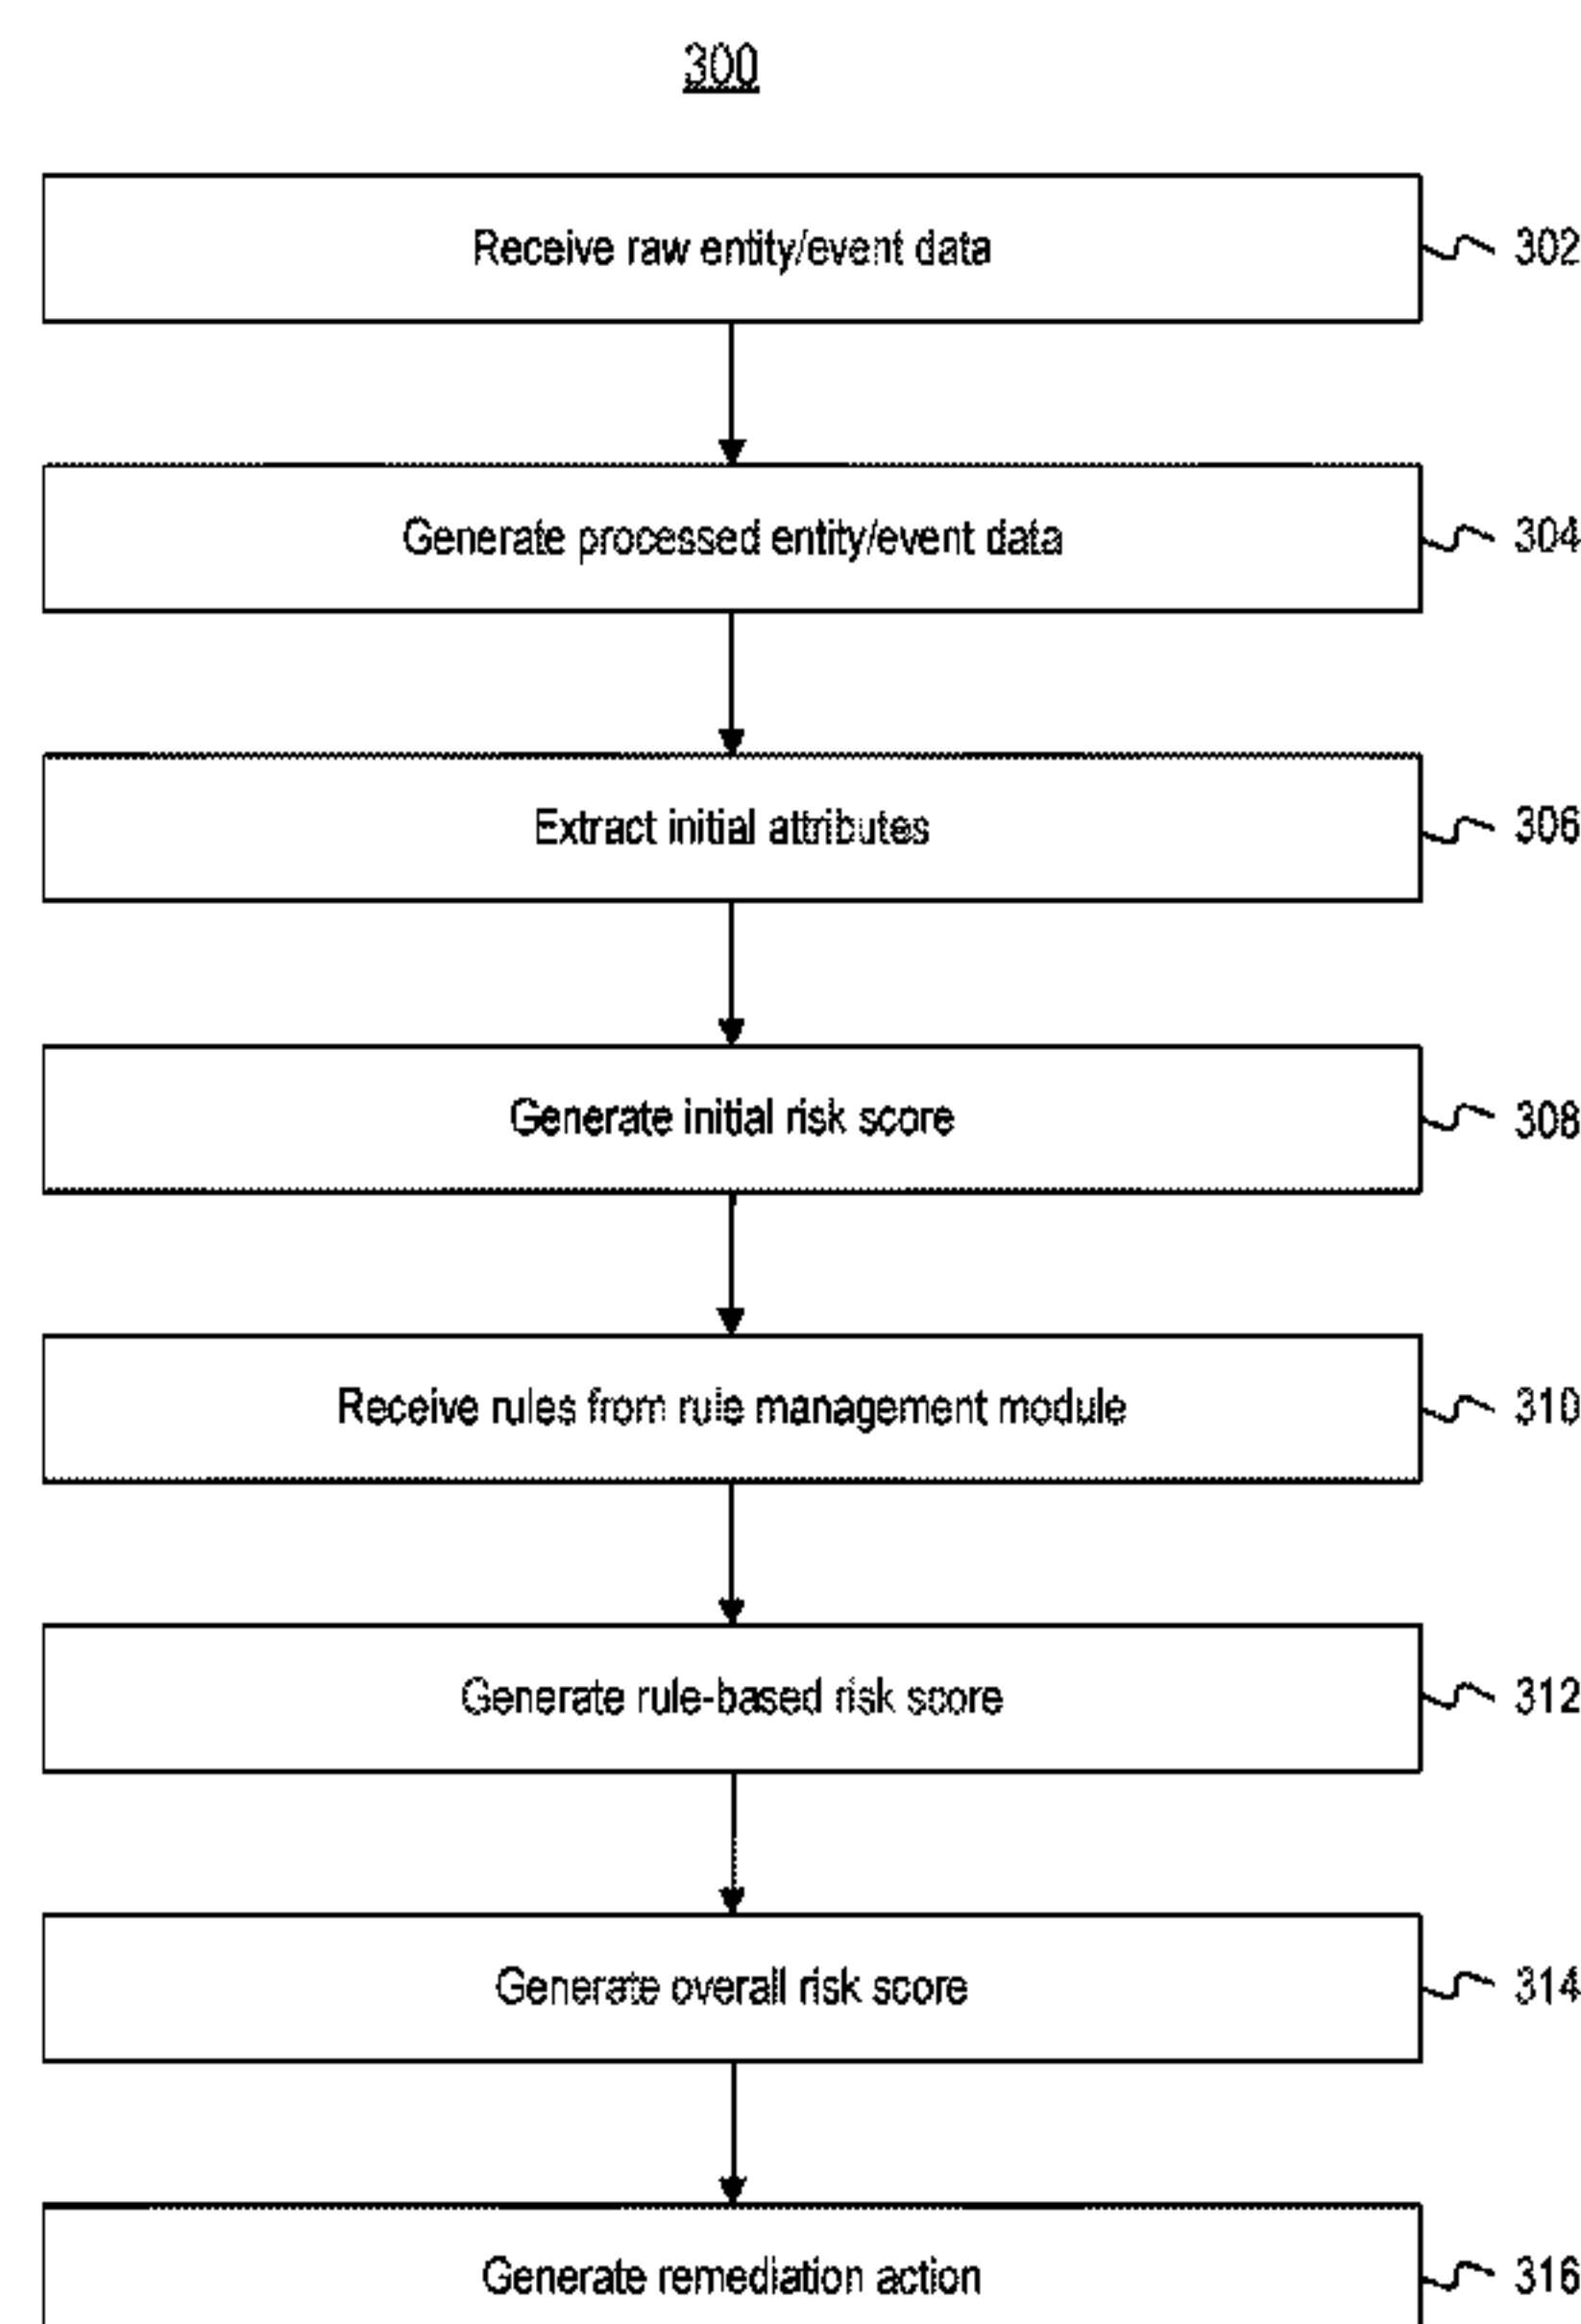 300
Receive raw entity/event data
302
Generate processed entity/event data
304
Extract initial attributes
306
Generate initial risk score
308
Receive rules from rule management module
310
Generate rule-based risk score
312
Generate overall risk score
314
Generate remediation action
316